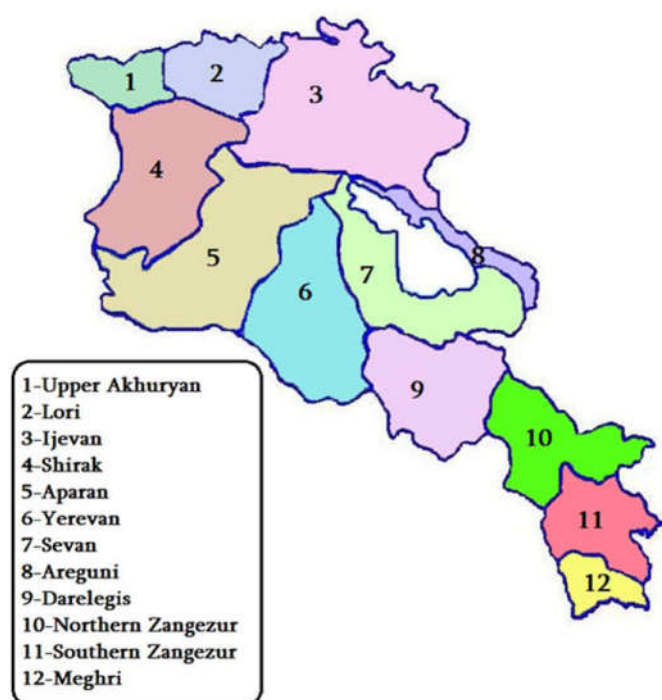 1
2
3
4
5
6
7
8
9
10
11
12
1-Upper Akhuryan
2-Lori
3-Ijevan
4-Shirak
5-Aparan
6-Yerevan
7-Sevan
8-Areguni
9-Darelegis
10-Northern Zangezur
11-Southern Zangezur
12-Meghri